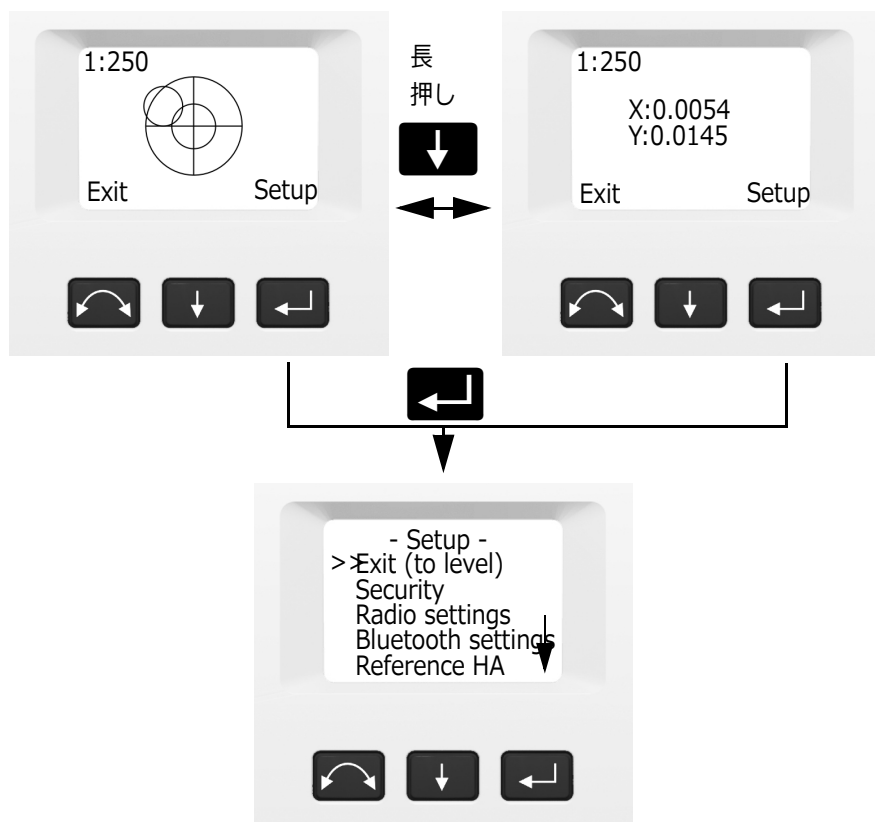 1:250
Exit Setup
長
押し
1:250
X:0.0054
Y:0.0145
Exit Setup
- Setup -
>>Exit (to level)
Security
Radio settings
Bluetooth settings
Reference HA